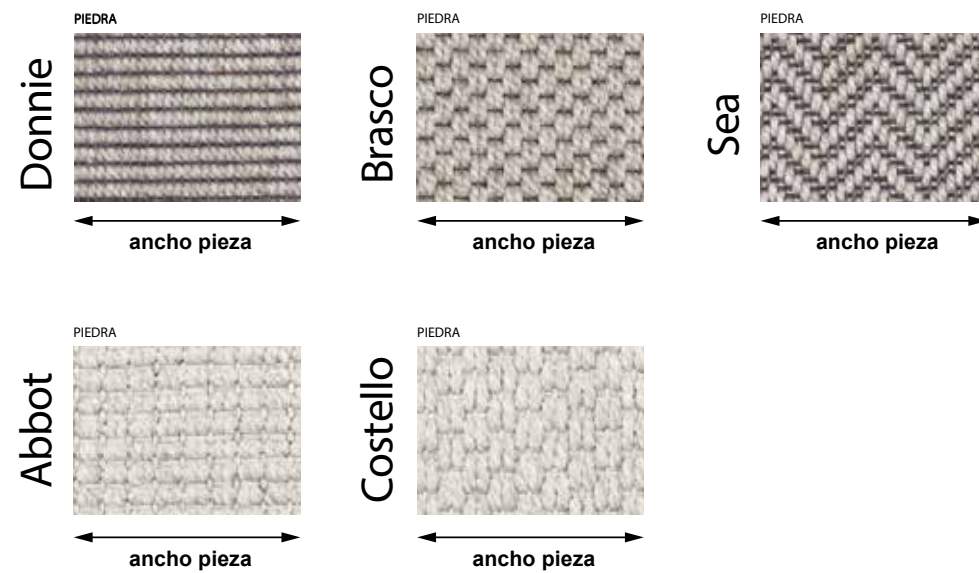 PIEDRA
Donnie
ancho pieza
PIEDRA
Brasco
ancho pieza
PIEDRA
Sea
ancho pieza
PIEDRA
Abbot
ancho pieza
PIEDRA
Costello
ancho pieza